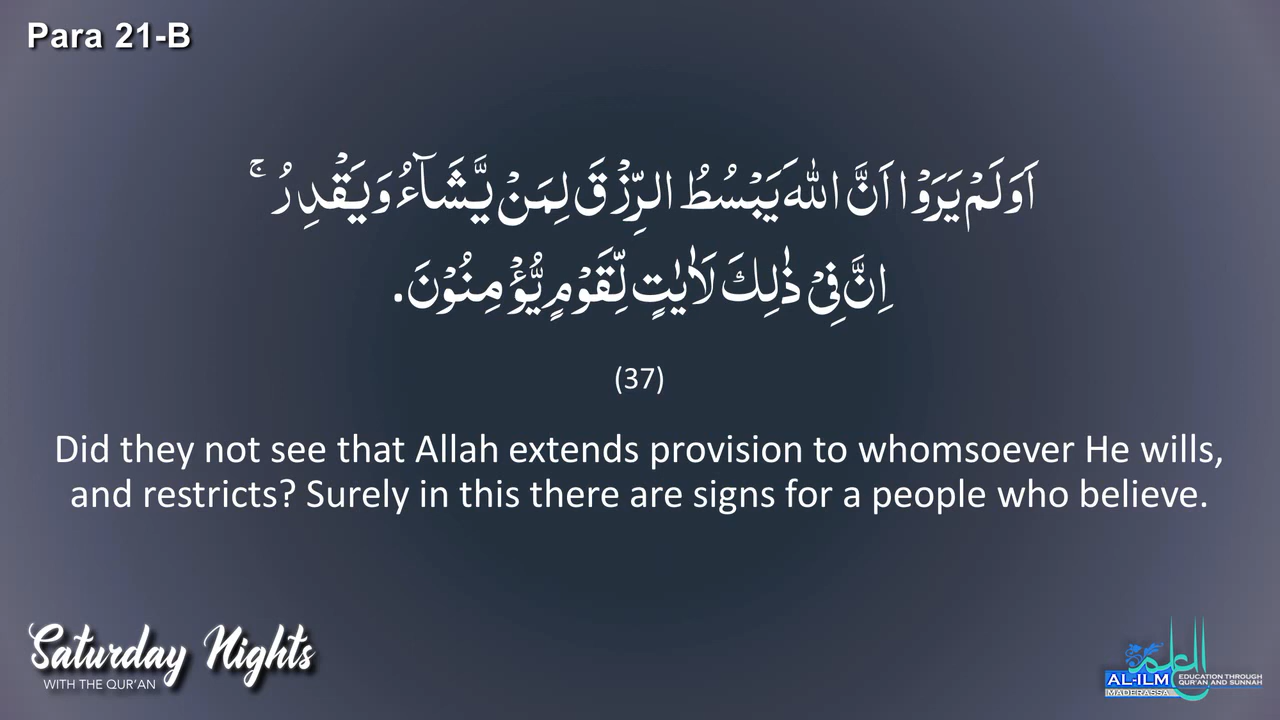 Para 21-B
اَوَلَمْ يَرَوْا اَنَّ اللهَ يَبْسُطُ الرِّزْقَ لِمَنْ يَّشَآءُ وَيَقْدِرُ ۚ
اِنَّ فِىْ ذٰلِكَ لَاٰيٰتٍ لِّقَوْمٍ يُّؤْمِنُوْنَ.
(37)
Did they not see that Allah extends provision to whomsoever He wills,
and restricts? Surely in this there are signs for a people who believe.
Saturday Nights
WITH THE QUR'AN
العلم
AL-ILM
MADERASSA
EDUCATION THROUGH
QUR'AN AND SUNNAH